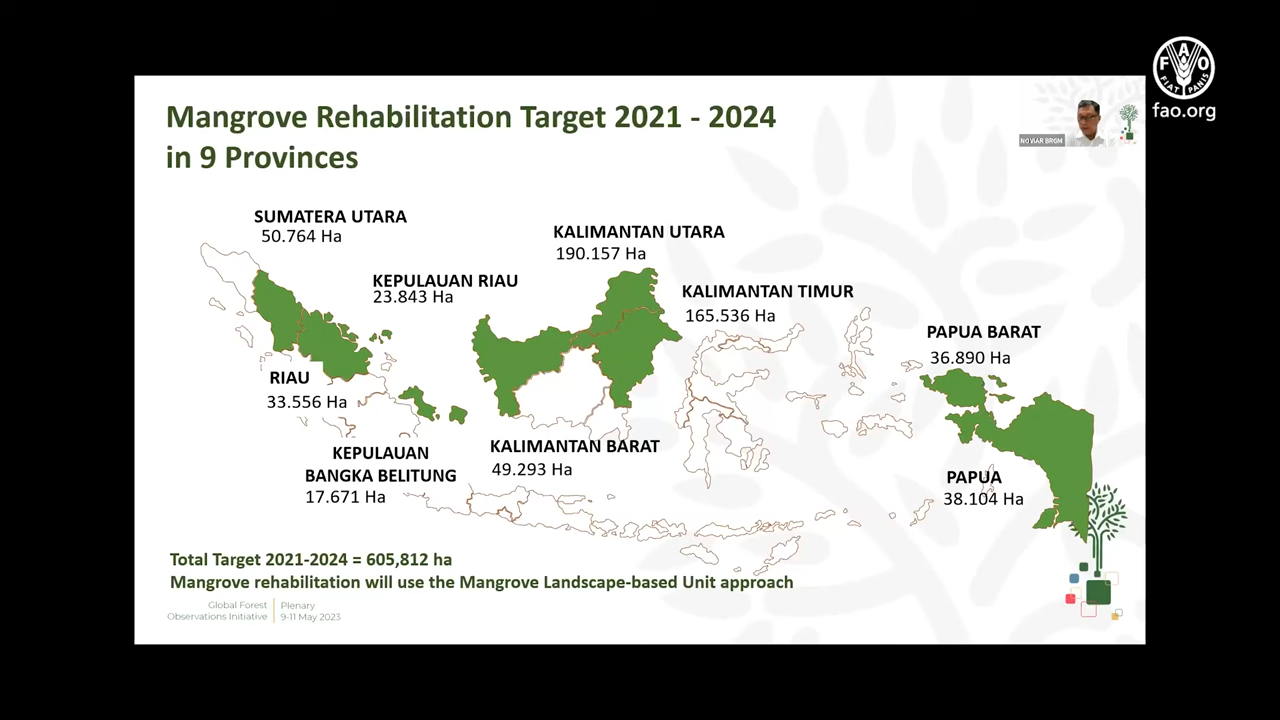 FAO
FIAT PANIS
fao.org
Mangrove Rehabilitation Target 2021 - 2024
in 9 Provinces
NOVIAR BRGM
SUMATERA UTARA
50.764 Ha
KALIMANTAN UTARA
190.157 Ha
KEPULAUAN RIAU
23.843 Ha
KALIMANTAN TIMUR
165.536 Ha
PAPUA BARAT
36.890 Ha
RIAU
33.556 Ha
KEPULAUAN
BANGKA BELITUNG
17.671 Ha
KALIMANTAN BARAT
49.293 Ha
PAPUA
38.104 Ha
Total Target 2021-2024 = 605,812 ha
Mangrove rehabilitation will use the Mangrove Landscape-based Unit approach
Global Forest
Observations Initiative
Plenary
9-11 May 2023